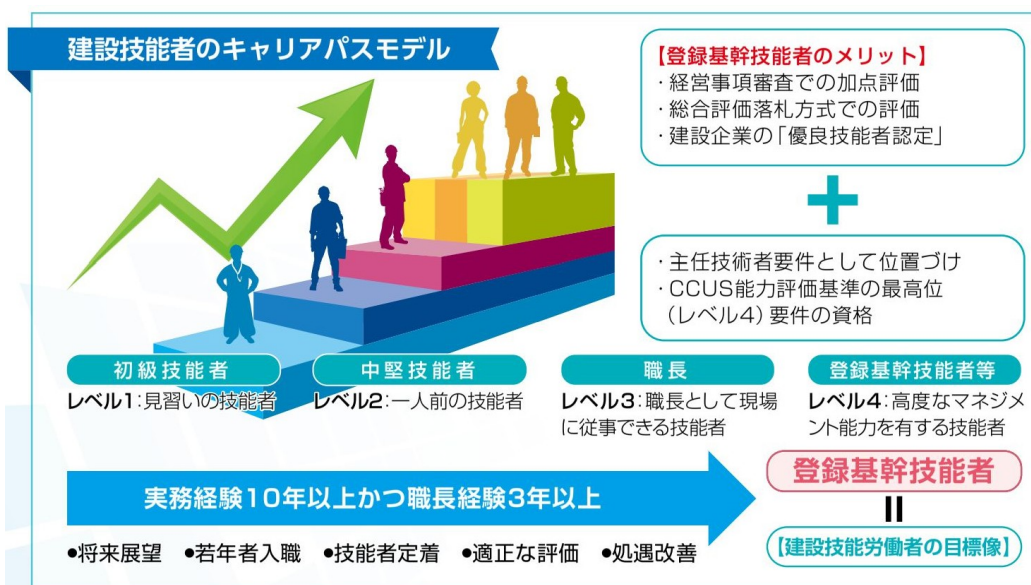 建設技能者のキャリアパスモデル
【登録基幹技能者のメリット】
・経営事項審査での加点評価
・総合評価落札方式での評価
・建設企業の「優良技能者認定」
+
・主任技術者要件として位置づけ
・CCUS能力評価基準の最高位
（レベル4）要件の資格
初級技能者
レベル1：見習いの技能者
中堅技能者
レベル2：一人前の技能者
職長
レベル3：職長として現場
に従事できる技能者
登録基幹技能者等
レベル4：高度なマネジメ
ント能力を有する技能者
実務経験10年以上かつ職長経験3年以上
●将来展望 ●若年者入職 ●技能者定着 ●適正な評価 ●処遇改善
登録基幹技能者
=
【建設技能労働者の目標像】